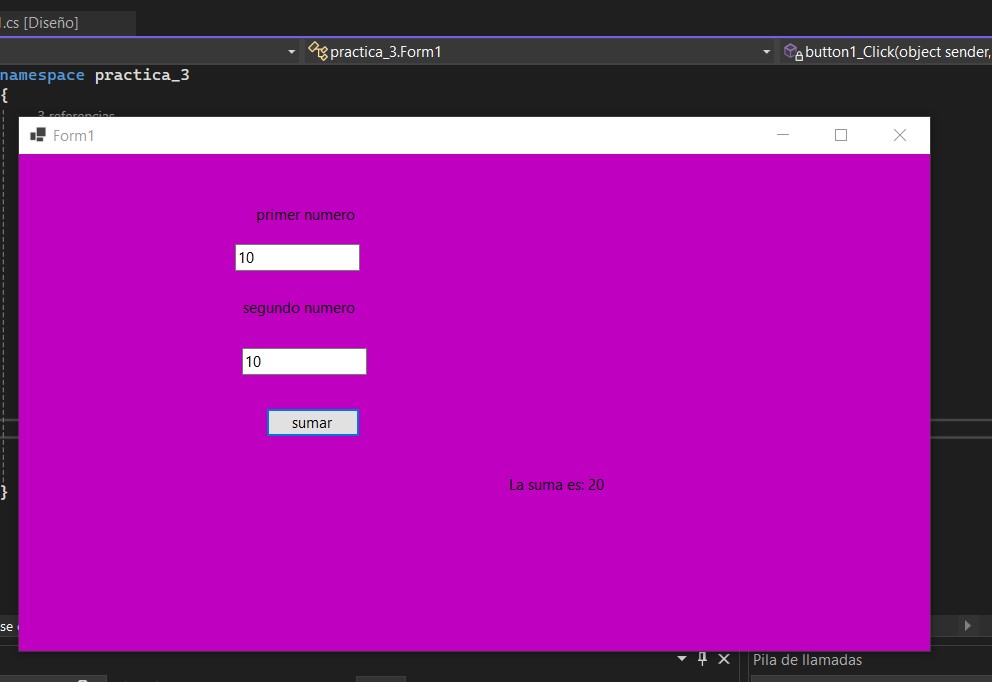 .cs [Diseño]
practica_3.Form1
button1_Click(object sender,
namespace practica_3
{
3 referencias
Form1
primer numero
10
segundo numero
10
sumar
La suma es: 20
}
se
Pila de llamadas